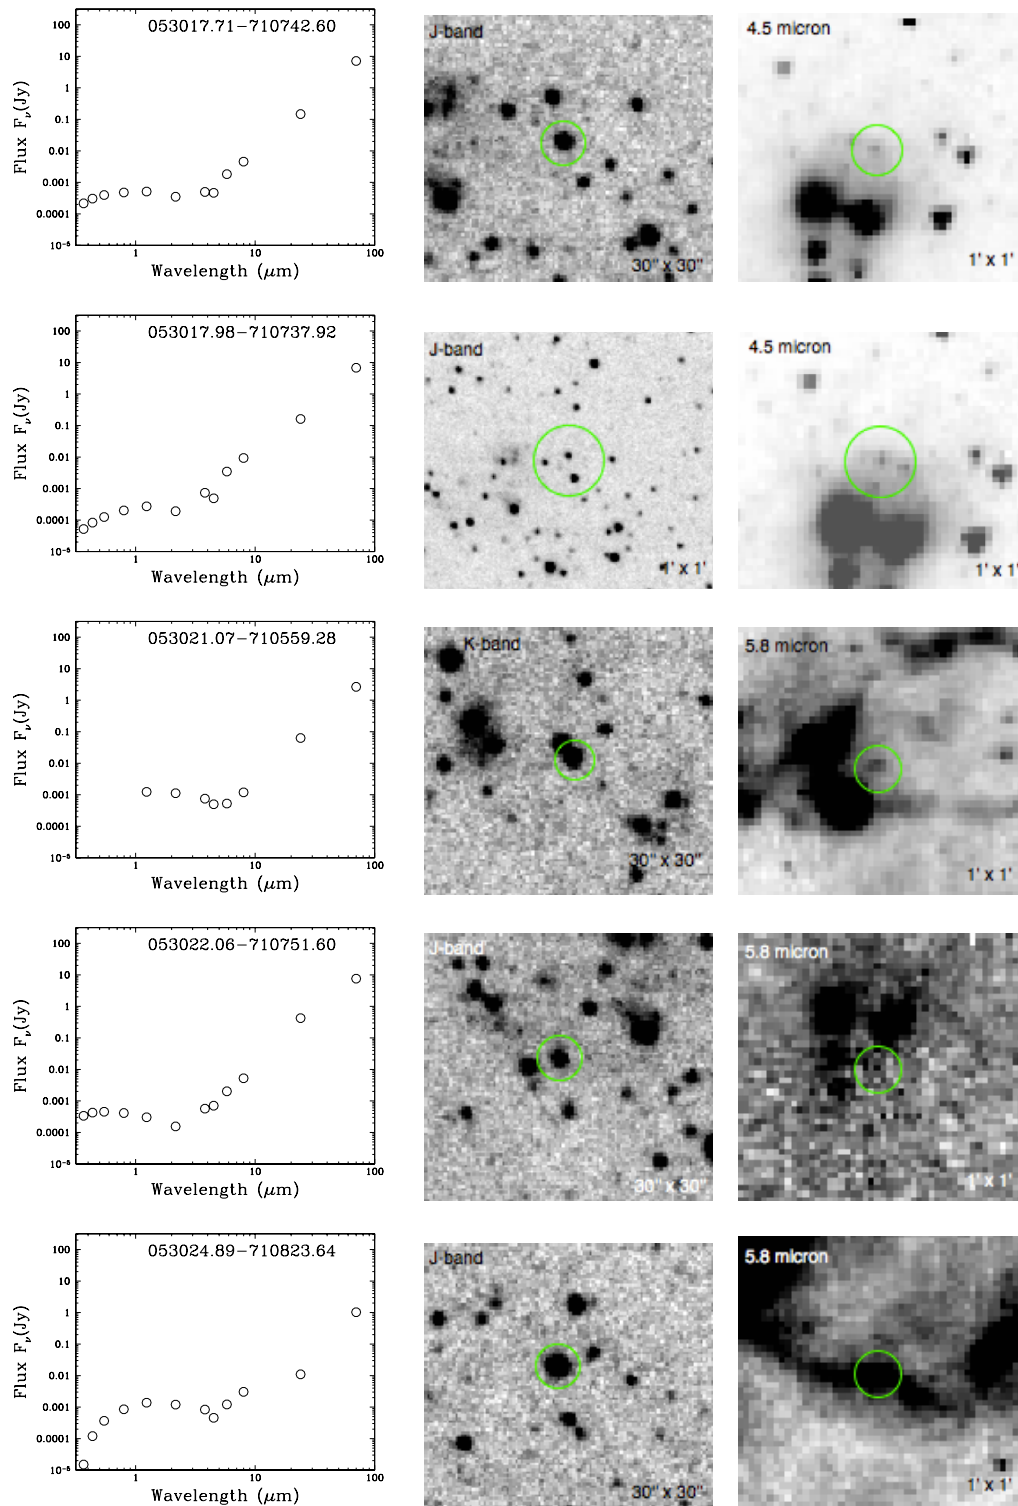 053017.71−710742.60
100
10
1
0.1
0.01
0.001
0.0001
10⁻⁵
1 10 100
Flux Fν(Jy)
Wavelength (μm)
J-band
30" x 30"
4.5 micron
1' x 1'
053017.98−710737.92
100
10
1
0.1
0.01
0.001
0.0001
10⁻⁵
1 10 100
Flux Fν(Jy)
Wavelength (μm)
J-band
1' x 1'
4.5 micron
1' x 1'
053021.07−710559.28
100
10
1
0.1
0.01
0.001
0.0001
10⁻⁵
1 10 100
Flux Fν(Jy)
Wavelength (μm)
K-band
30" x 30"
5.8 micron
1' x 1'
053022.06−710751.60
100
10
1
0.1
0.01
0.001
0.0001
10⁻⁵
1 10 100
Flux Fν(Jy)
Wavelength (μm)
J-band
30" x 30"
5.8 micron
1' x 1'
053024.89−710823.64
100
10
1
0.1
0.01
0.001
0.0001
10⁻⁵
1 10 100
Flux Fν(Jy)
Wavelength (μm)
J-band
30" x 30"
5.8 micron
1' x 1'